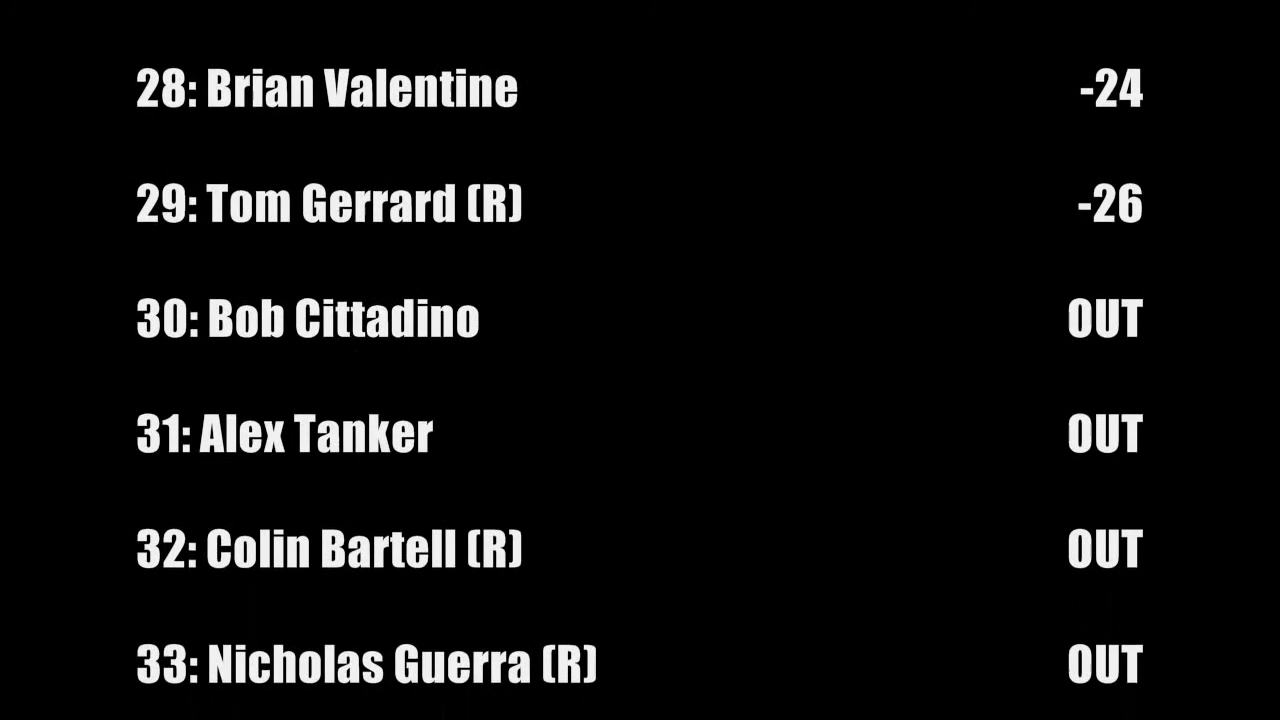 28: Brian Valentine -24
29: Tom Gerrard (R) -26
30: Bob Cittadino OUT
31: Alex Tanker OUT
32: Colin Bartell (R) OUT
33: Nicholas Guerra (R) OUT